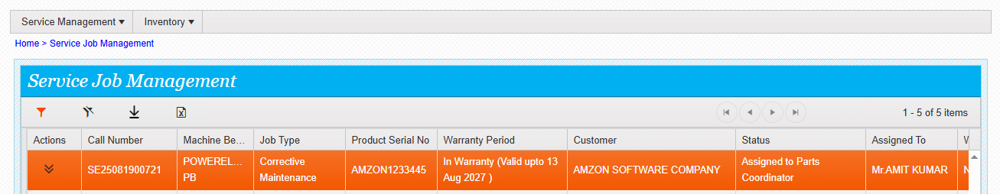 Service Management Inventory
Home > Service Job Management
Service Job Management
1 - 5 of 5 items
Actions Call Number Machine Be... Job Type Product Serial No Warranty Period Customer Status Assigned To
SE25081900721 POWEREL... PB Corrective Maintenance AMZON1233445 In Warranty (Valid upto 13 Aug 2027 ) AMZON SOFTWARE COMPANY Assigned to Parts Coordinator Mr.AMIT KUMAR